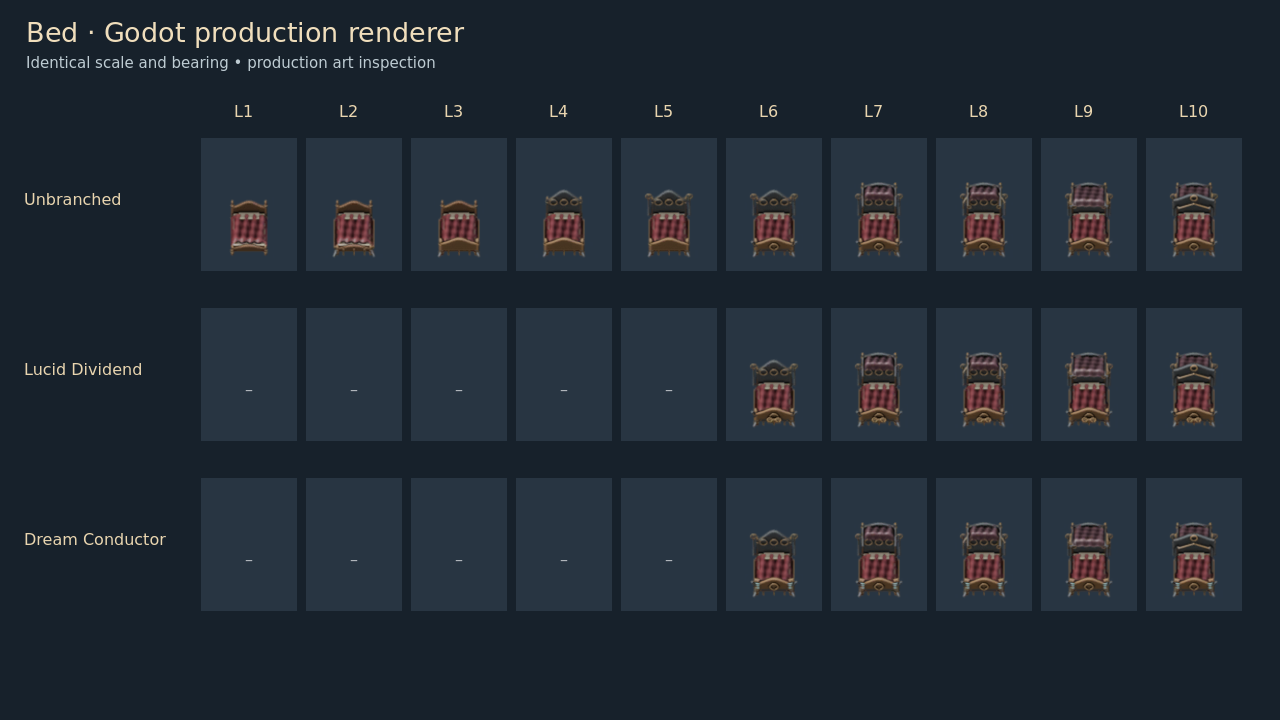 Bed · Godot production renderer
Identical scale and bearing • production art inspection
L1 L2 L3 L4 L5 L6 L7 L8 L9 L10
Unbranched
Lucid Dividend
– – – – –
Dream Conductor
– – – – –